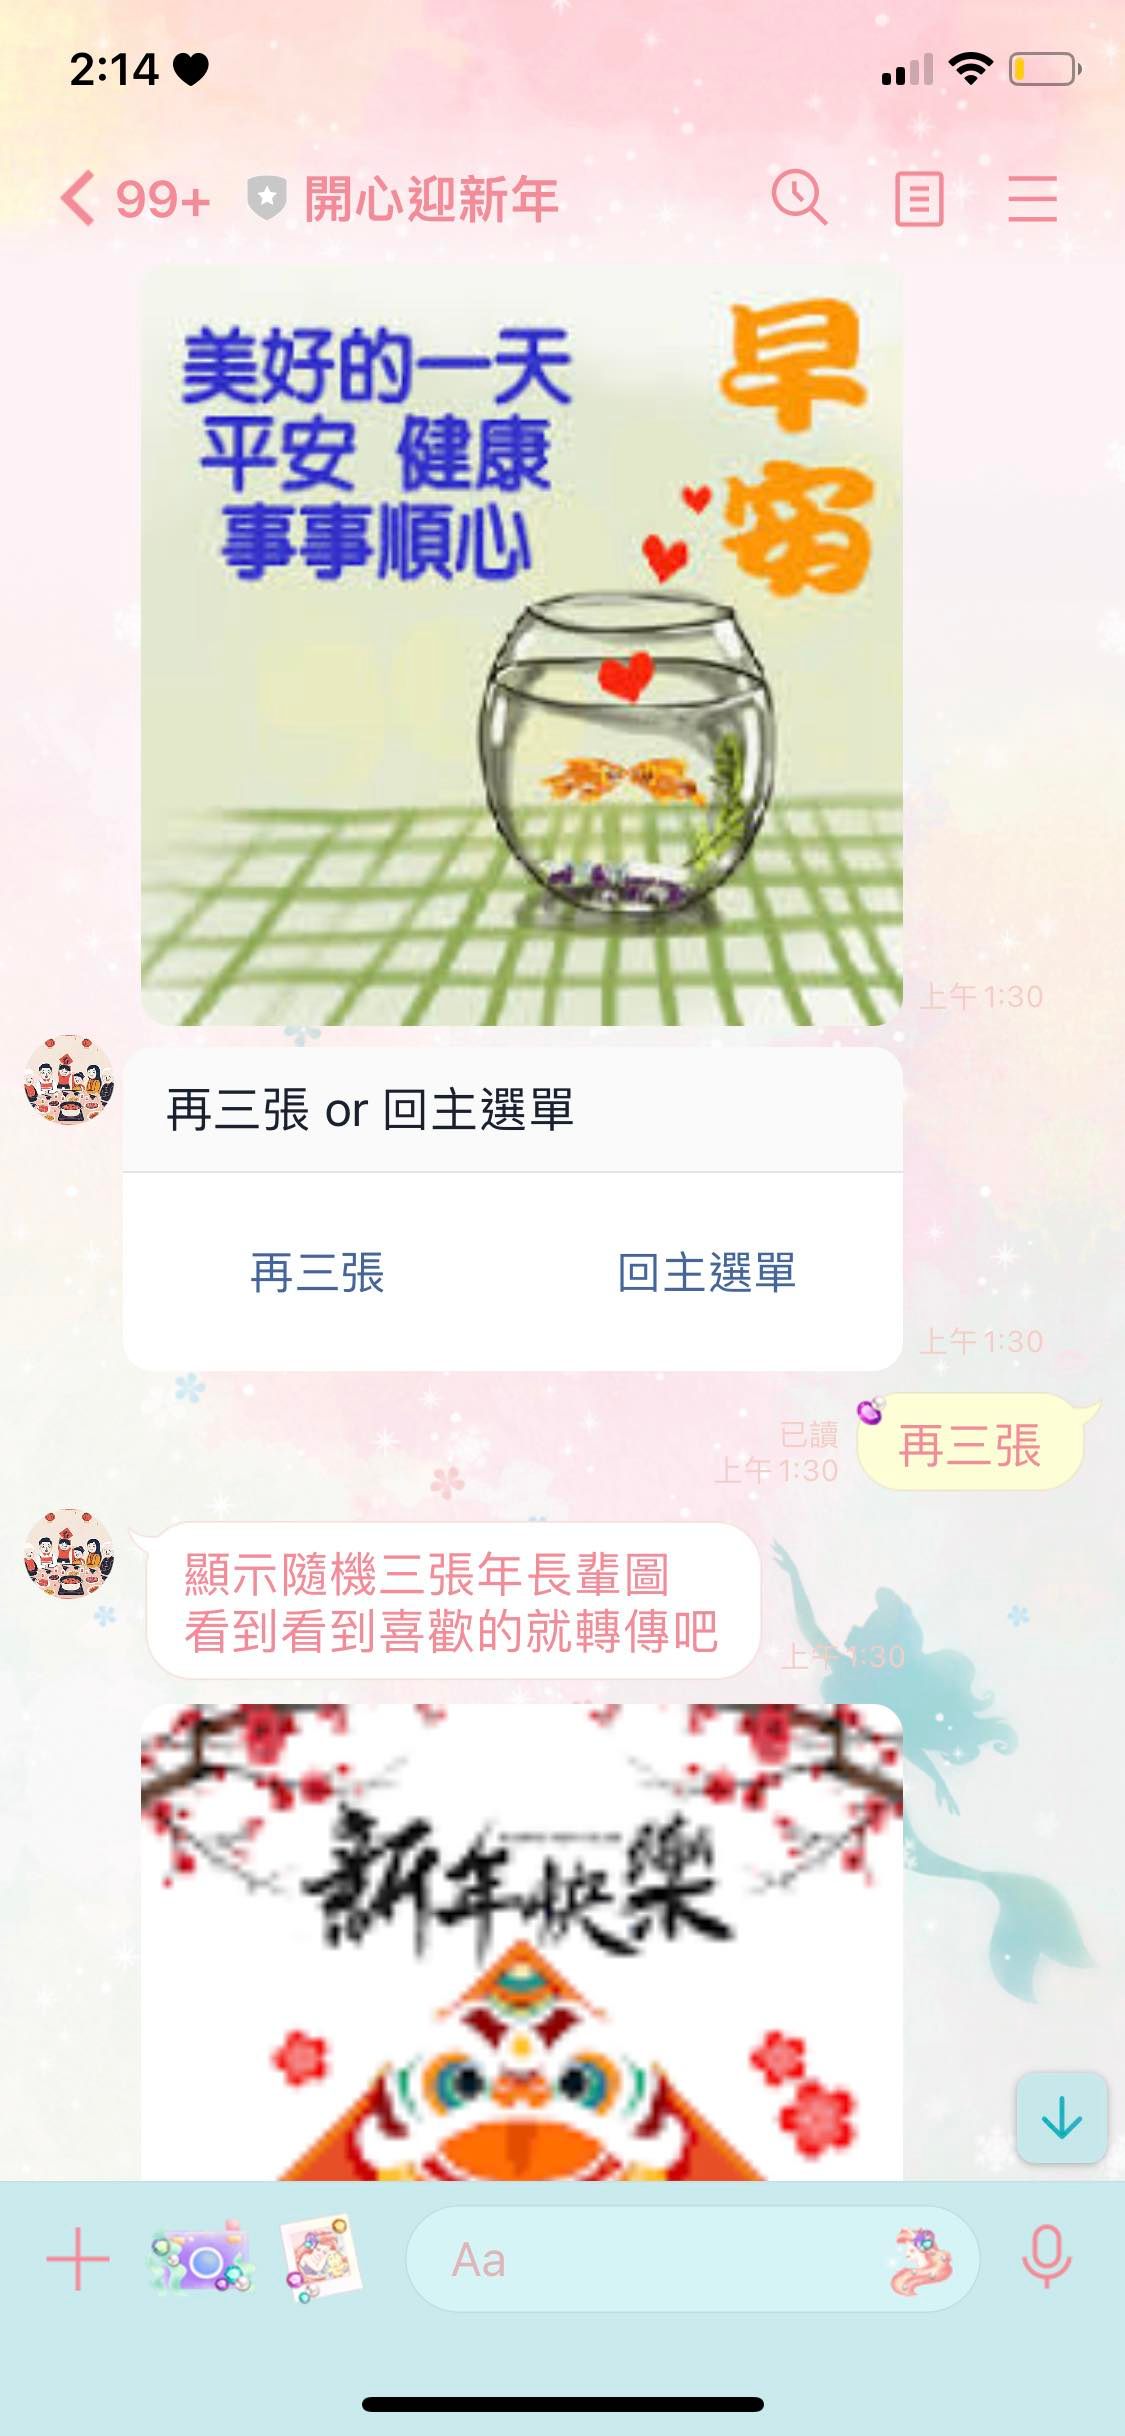 2:14
99+ 開心迎新年
美好的一天
平安 健康
事事順心
早安
上午1:30
再三張 or 回主選單
再三張 回主選單
上午1:30
再三張
已讀
上午1:30
顯示隨機三張年長輩圖
看到看到喜歡的就轉傳吧
上午1:30
新年快樂
Aa